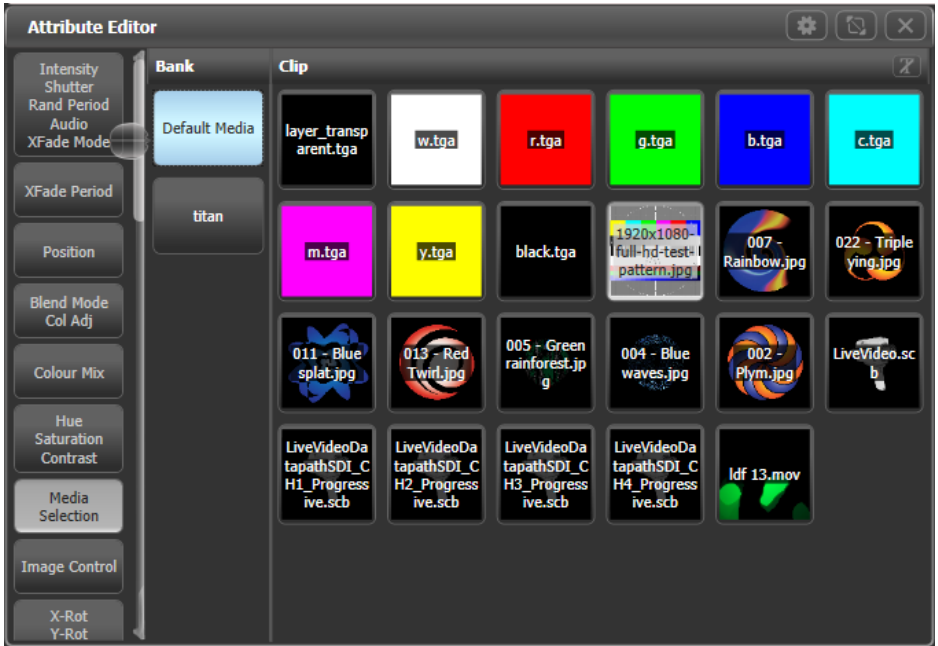 Attribute Editor
Intensity
Shutter
Rand Period
Audio
XFade Mode
XFade Period
Position
Blend Mode
Col Adj
Colour Mix
Hue
Saturation
Contrast
Media
Selection
Image Control
X-Rot
Y-Rot
Bank
Default Media
titan
Clip
layer_transp
arent.tga
w.tga
r.tga
g.tga
b.tga
c.tga
m.tga
y.tga
black.tga
1920x1080-
full-hd-test-
pattern.jpg
007 -
Rainbow.jpg
022 - Triple
ying.jpg
011 - Blue
splat.jpg
013 - Red
Twirl.jpg
005 - Green
rainforest.jp
g
004 - Blue
waves.jpg
002 -
Plym.jpg
LiveVideo.sc
b
LiveVideoDa
tapathSDI_C
H1_Progress
ive.scb
LiveVideoDa
tapathSDI_C
H2_Progress
ive.scb
LiveVideoDa
tapathSDI_C
H3_Progress
ive.scb
LiveVideoDa
tapathSDI_C
H4_Progress
ive.scb
ldf 13.mov